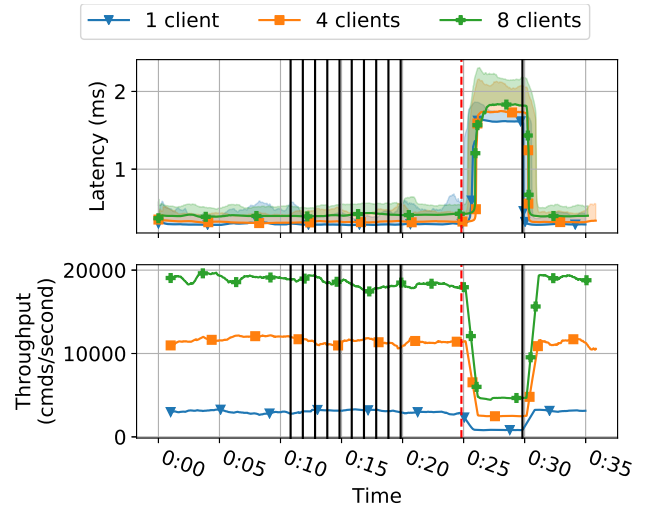 1 client 4 clients 8 clients
2
1
Latency (ms)
20000
10000
0
Throughput
(cmds/second)
0:00 0:05 0:10 0:15 0:20 0:25 0:30 0:35
Time